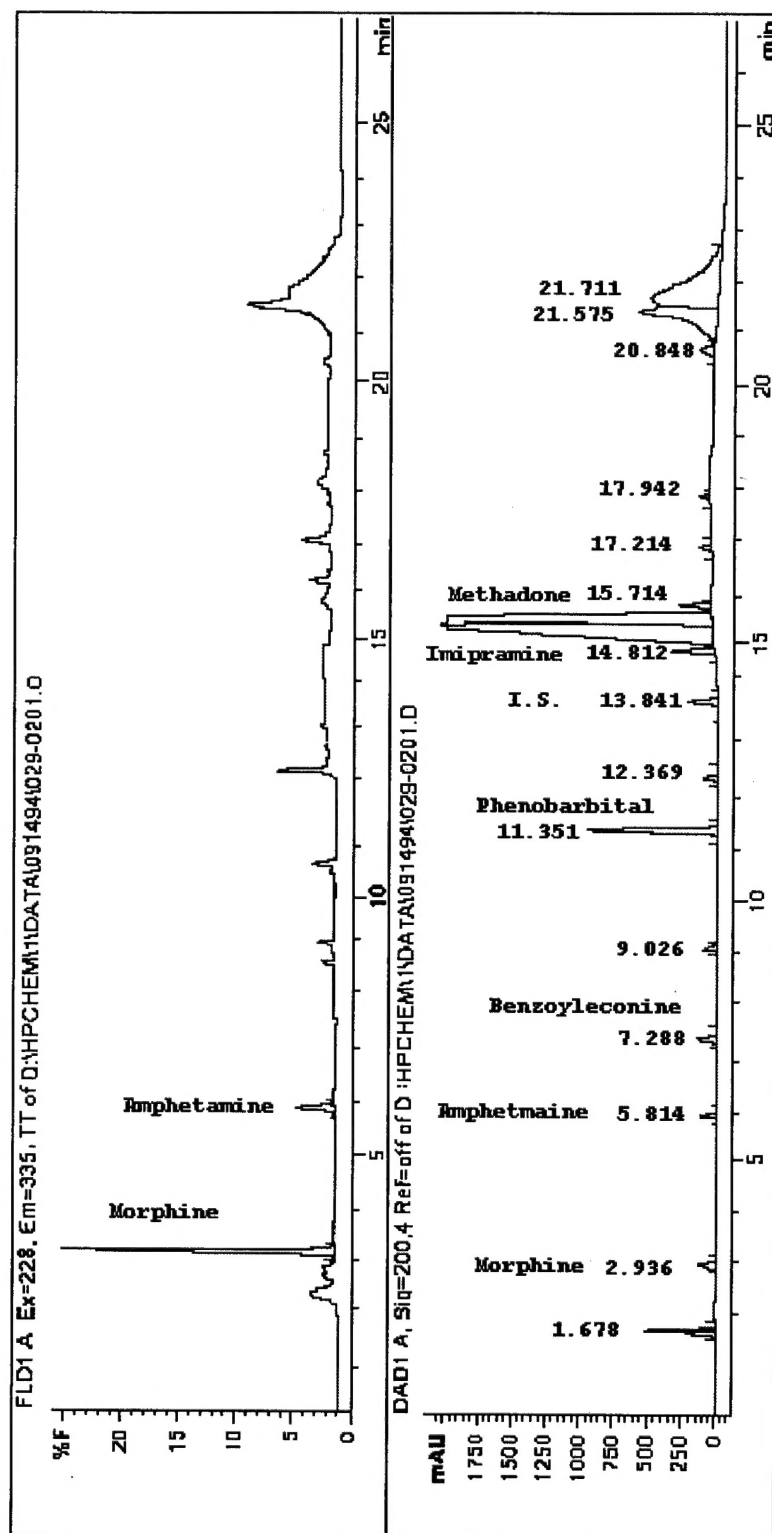 FLD1 A, Ex=228, Em=335, TT of D:\HPCHEM\1\DATA\091494\029-0201.D
%F
20
15
10
5
0
Morphine
Amphetamine
5
10
15
20
25
min
DAD1 A, Sig=200,4 Ref=off of D:\HPCHEM\1\DATA\091494\029-0201.D
mAU
1750
1500
1250
1000
750
500
250
0
1.678
Morphine 2.936
Amphetmaine 5.814
Benzoyleconine
7.288
9.026
Phenobarbital
11.351
12.369
I.S. 13.841
Imipramine 14.812
Methadone 15.714
17.214
17.942
20.848
21.575
21.711
5
10
15
20
25
min